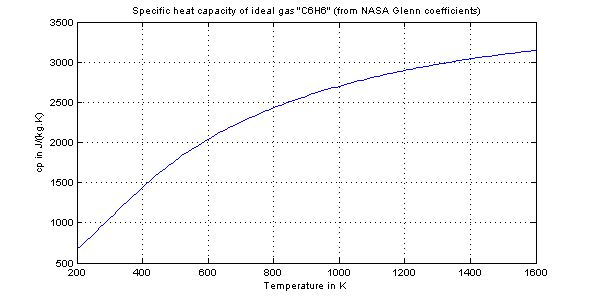 Specific heat capacity of ideal gas "C6H6" (from NASA Glenn coefficients)
3500
3000
2500
2000
1500
1000
500
cp in J/(kg.K)
200 400 600 800 1000 1200 1400 1600
Temperature in K